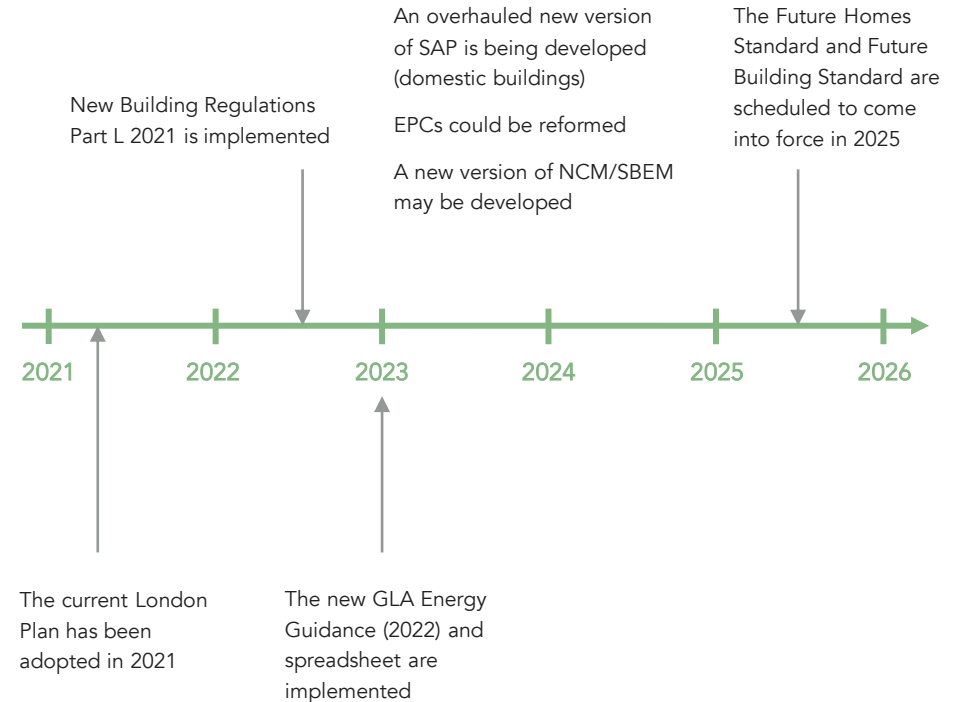 New Building Regulations
Part L 2021 is implemented
An overhauled new version
of SAP is being developed
(domestic buildings)
EPCs could be reformed
A new version of NCM/SBEM
may be developed
The Future Homes
Standard and Future
Building Standard are
scheduled to come
into force in 2025
2021
2022
2023
2024
2025
2026
The current London
Plan has been
adopted in 2021
The new GLA Energy
Guidance (2022) and
spreadsheet are
implemented